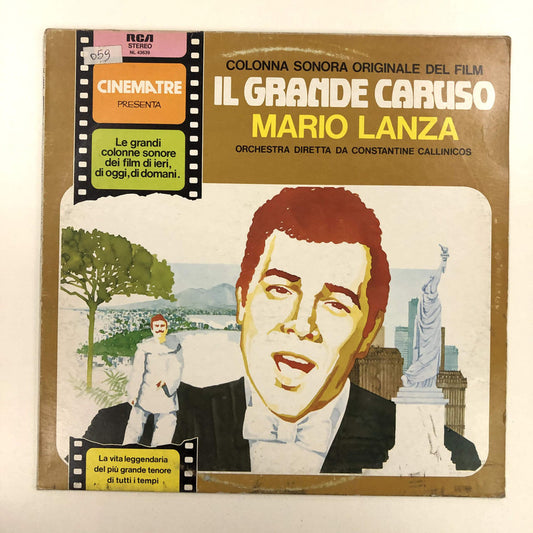 RCA
STEREO
NL 43639
059
CINEMATRE
PRESENTA
Le grandi
colonne sonore
dei film di ieri,
di oggi, di domani.
COLONNA SONORA ORIGINALE DEL FILM
IL GRANDE CARUSO
MARIO LANZA
ORCHESTRA DIRETTA DA CONSTANTINE CALLINICOS
La vita leggendaria
del più grande tenore
di tutti i tempi